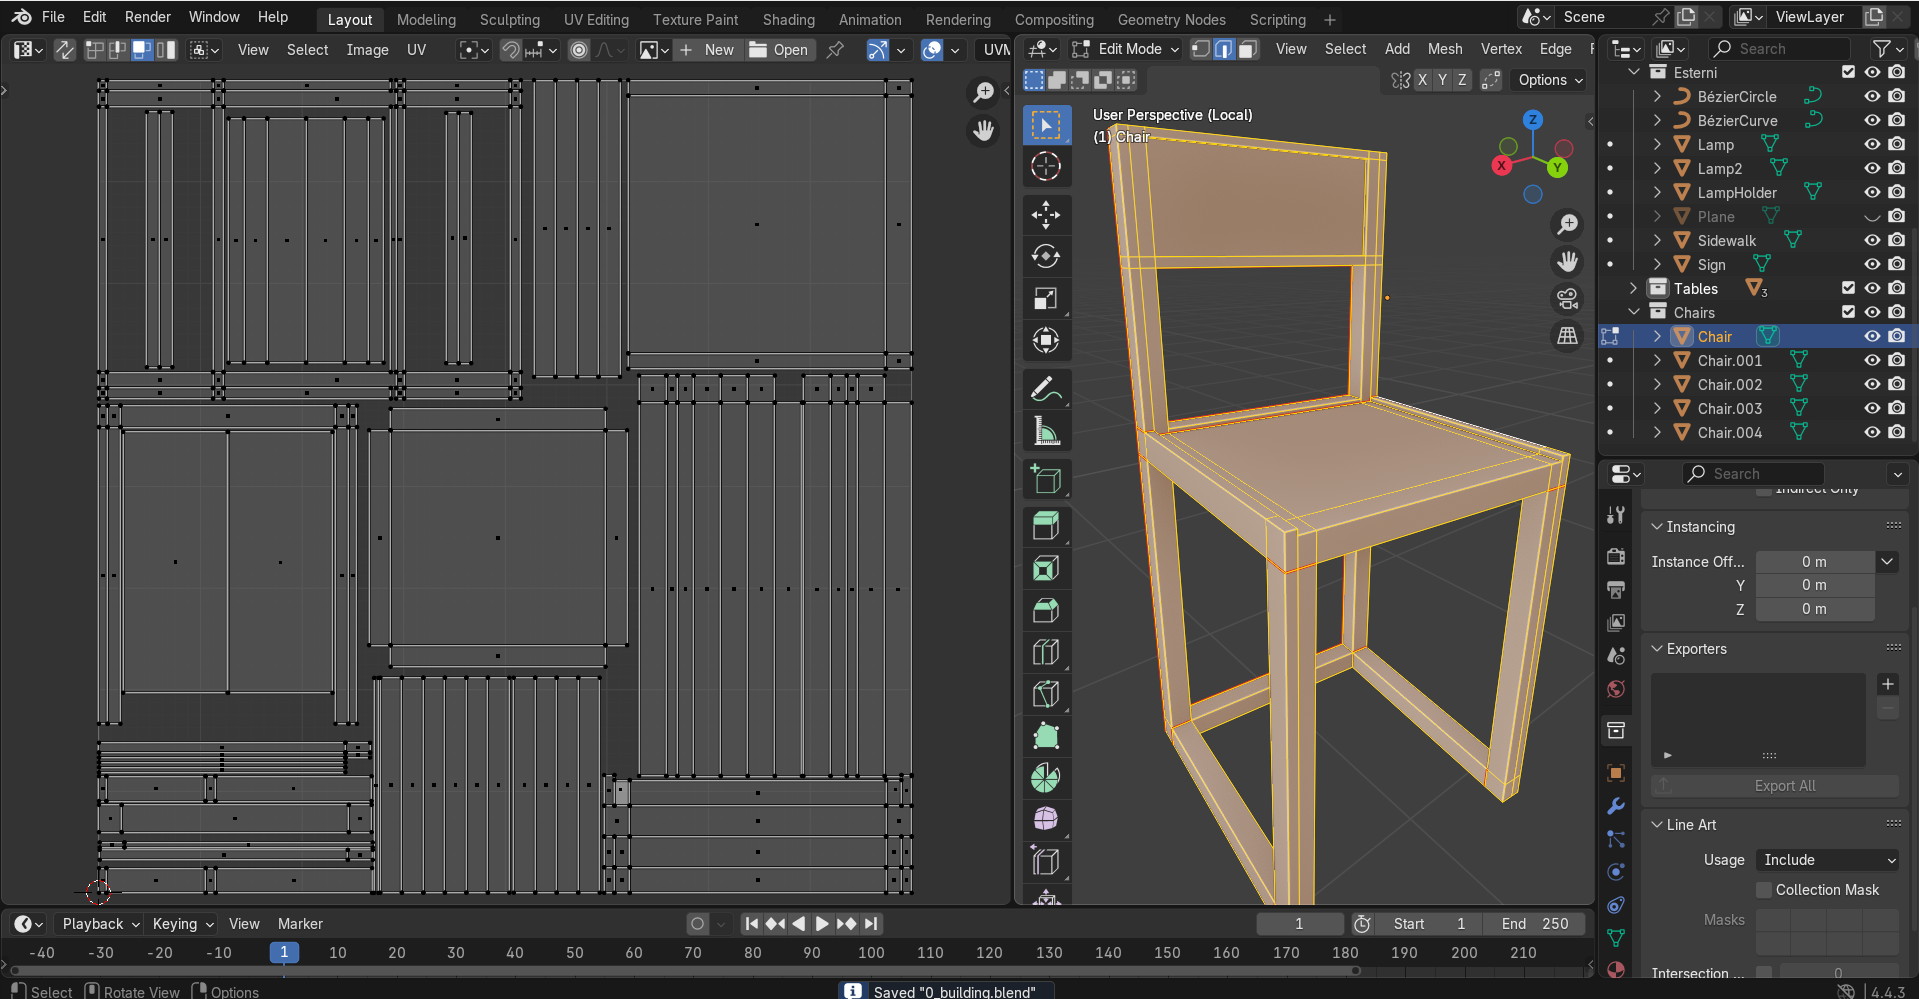 File Edit Render Window Help
Layout Modeling Sculpting UV Editing Texture Paint Shading Animation Rendering Compositing Geometry Nodes Scripting +
Scene
ViewLayer
View Select Image UV
New Open
UVM
Edit Mode
View Select Add Mesh Vertex Edge F
X Y Z
Options
User Perspective (Local)
(1) Chair
Z
X
Y
Search
Esterni
BézierCircle
BézierCurve
Lamp
Lamp2
LampHolder
Plane
Sidewalk
Sign
Tables 3
Chairs
Chair
Chair.001
Chair.002
Chair.003
Chair.004
Search
Indirect Only
Instancing
Instance Off... 0 m
Y 0 m
Z 0 m
Exporters
Export All
Line Art
Usage Include
Collection Mask
Masks
Intersection ... 0
Playback Keying View Marker
1 Start 1 End 250
-40 -30 -20 -10 1 10 20 30 40 50 60 70 80 90 100 110 120 130 140 150 160 170 180 190 200 210
Select Rotate View Options
Saved "0_building.blend"
4.4.3